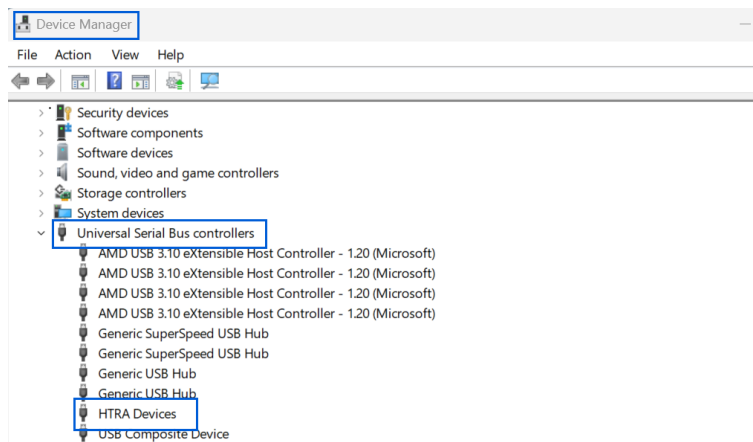 Device Manager
File Action View Help
Security devices
Software components
Software devices
Sound, video and game controllers
Storage controllers
System devices
Universal Serial Bus controllers
AMD USB 3.10 eXtensible Host Controller - 1.20 (Microsoft)
AMD USB 3.10 eXtensible Host Controller - 1.20 (Microsoft)
AMD USB 3.10 eXtensible Host Controller - 1.20 (Microsoft)
AMD USB 3.10 eXtensible Host Controller - 1.20 (Microsoft)
Generic SuperSpeed USB Hub
Generic SuperSpeed USB Hub
Generic USB Hub
Generic USB Hub
HTRA Devices
USB Composite Device